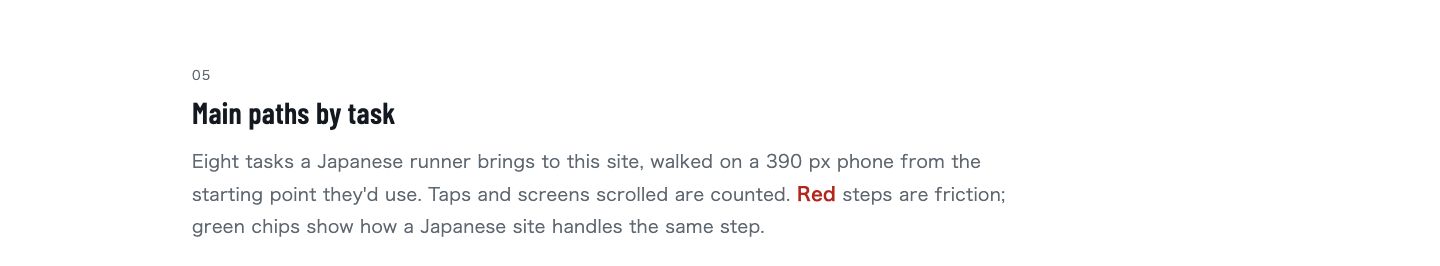 05
Main paths by task
Eight tasks a Japanese runner brings to this site, walked on a 390 px phone from the
starting point they'd use. Taps and screens scrolled are counted. Red steps are friction;
green chips show how a Japanese site handles the same step.